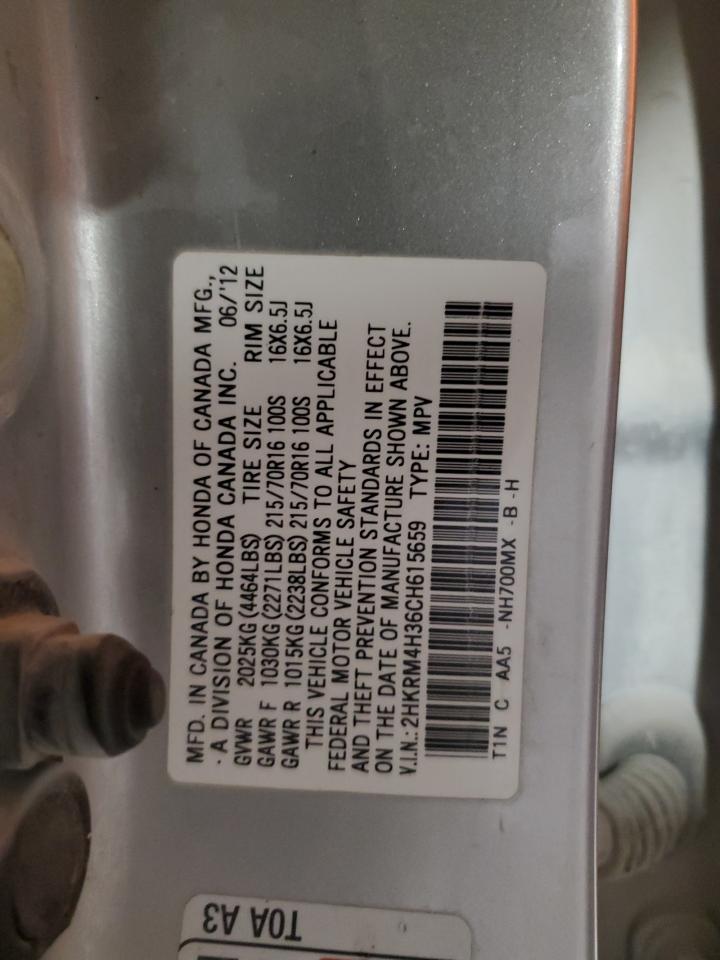 MFD. IN CANADA BY HONDA OF CANADA MFG.,
· A DIVISION OF HONDA CANADA INC. 06/'12
GVWR 2025KG(4464LBS) TIRE SIZE RIM SIZE
GAWR F 1030KG(2271LBS) 215/70R16 100S 16X6.5J
GAWR R 1015KG(2238LBS) 215/70R16 100S 16X6.5J
THIS VEHICLE CONFORMS TO ALL APPLICABLE
FEDERAL MOTOR VEHICLE SAFETY
AND THEFT PREVENTION STANDARDS IN EFFECT
ON THE DATE OF MANUFACTURE SHOWN ABOVE.
V.I.N.: 2HKRM4H36CH615659 TYPE: MPV
T1N C AA5 -NH700MX -B-H
T0A A3